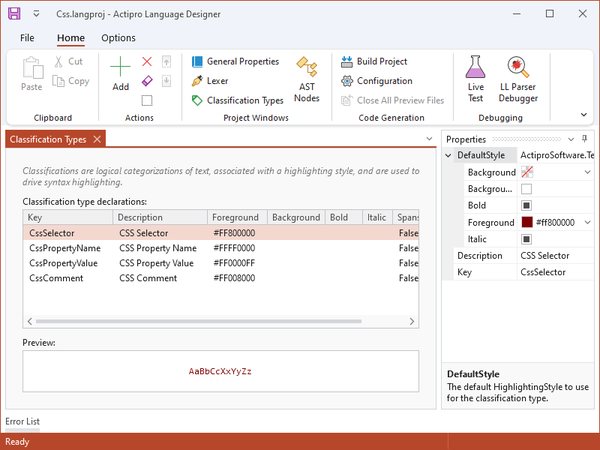 Css.langproj - Actipro Language Designer
File Home Options
Paste
Cut
Copy
Clipboard
Add
Actions
General Properties
Lexer
Classification Types
AST
Nodes
Project Windows
Build Project
Configuration
Close All Preview Files
Code Generation
Live
Test
LL Parser
Debugger
Debugging
Classification Types
Classifications are logical categorizations of text, associated with a highlighting style, and are used to
drive syntax highlighting.
Classification type declarations:
Key Description Foreground Background Bold Italic Spans
CssSelector CSS Selector #FF800000 False
CssPropertyName CSS Property Name #FFFF0000 False
CssPropertyValue CSS Property Value #FF0000FF False
CssComment CSS Comment #FF008000 False
Preview:
AaBbCcXxYyZz
Properties
DefaultStyle ActiproSoftware.Te
Background
Backgrou...
Bold
Foreground #ff800000
Italic
Description CSS Selector
Key CssSelector
DefaultStyle
The default HighlightingStyle to use
for the classification type.
Error List
Ready